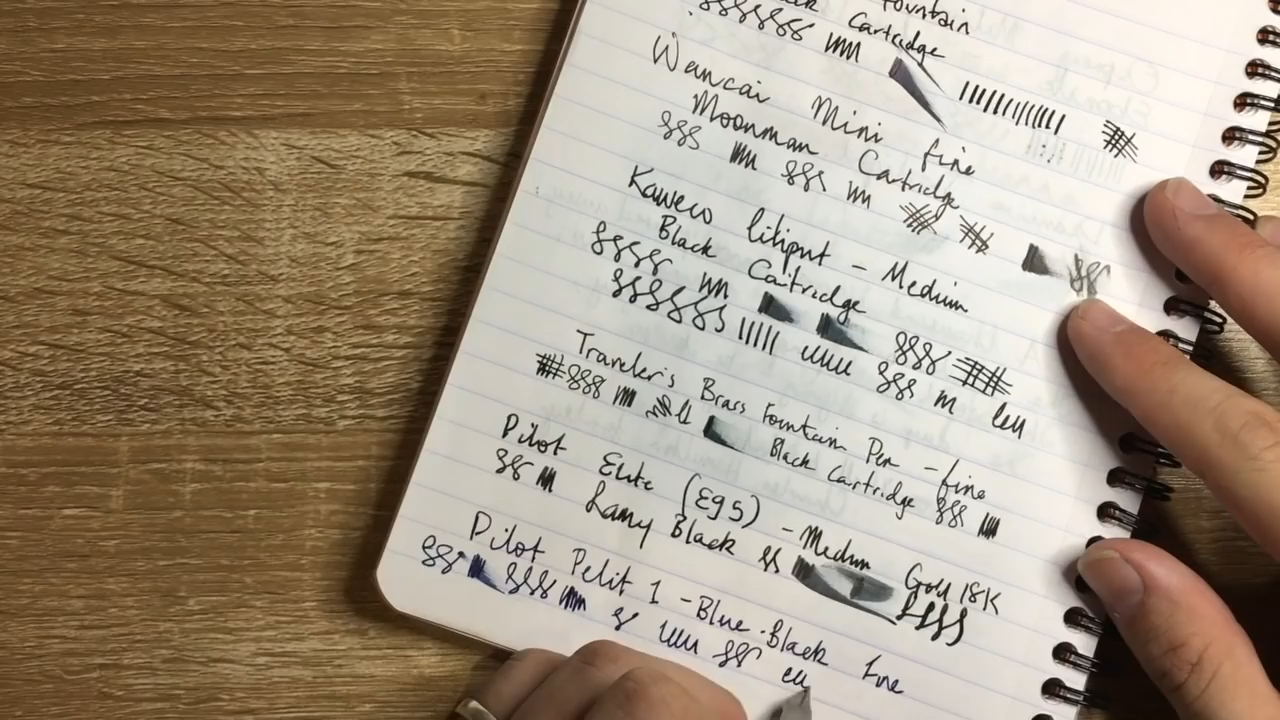 Fountain
Black Cartridge
Wancai Mini fine
Moonman Cartridge
Kaweco liliput - Medium
Black Cartridge
Traveler's Brass Fountain Pen - fine
Black Cartridge
Pilot Elite (E95) - Medium Gold 18K
Lamy Black
Pilot Petit 1 - Blue-Black Fine